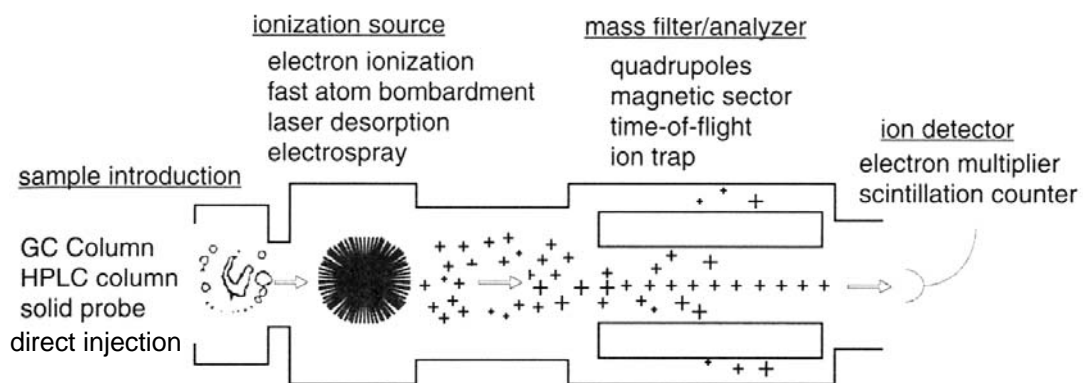 ionization source
electron ionization
fast atom bombardment
laser desorption
electrospray
mass filter/analyzer
quadrupoles
magnetic sector
time-of-flight
ion trap
ion detector
electron multiplier
scintillation counter
sample introduction
GC Column
HPLC column
solid probe
direct injection